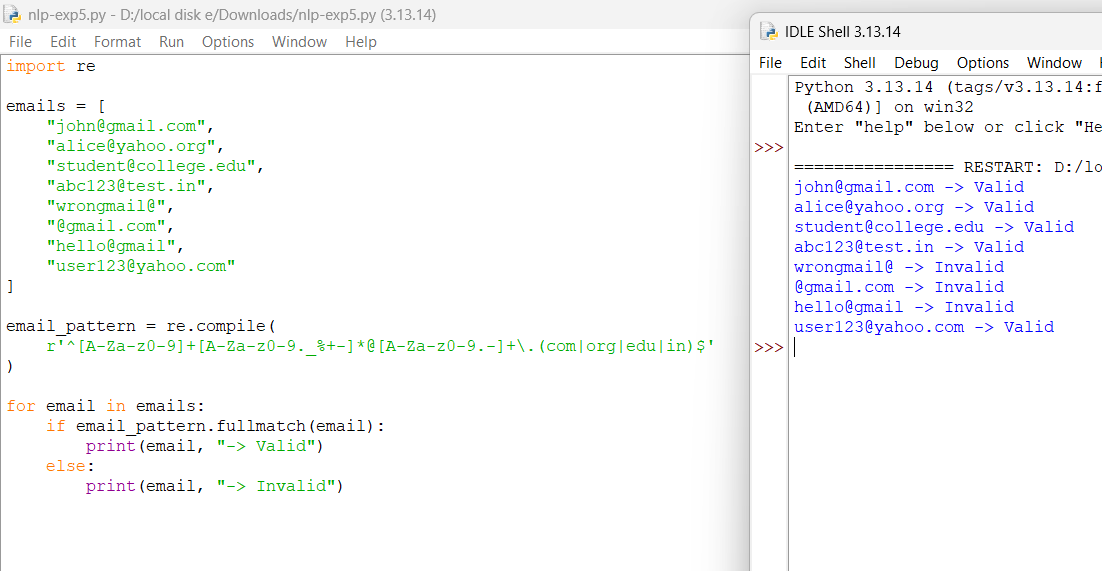 nlp-exp5.py - D:/local disk e/Downloads/nlp-exp5.py (3.13.14)
File Edit Format Run Options Window Help
import re

emails = [
    "john@gmail.com",
    "alice@yahoo.org",
    "student@college.edu",
    "abc123@test.in",
    "wrongmail@",
    "@gmail.com",
    "hello@gmail",
    "user123@yahoo.com"
]

email_pattern = re.compile(
    r'^[A-Za-z0-9]+[A-Za-z0-9._%+-]*@[A-Za-z0-9.-]+\.(com|org|edu|in)$'
)

for email in emails:
    if email_pattern.fullmatch(email):
        print(email, "-> Valid")
    else:
        print(email, "-> Invalid")
IDLE Shell 3.13.14
File Edit Shell Debug Options Window
Python 3.13.14 (tags/v3.13.14:f
(AMD64)] on win32
Enter "help" below or click "He
>>>
================ RESTART: D:/lo
john@gmail.com -> Valid
alice@yahoo.org -> Valid
student@college.edu -> Valid
abc123@test.in -> Valid
wrongmail@ -> Invalid
@gmail.com -> Invalid
hello@gmail -> Invalid
user123@yahoo.com -> Valid
>>>